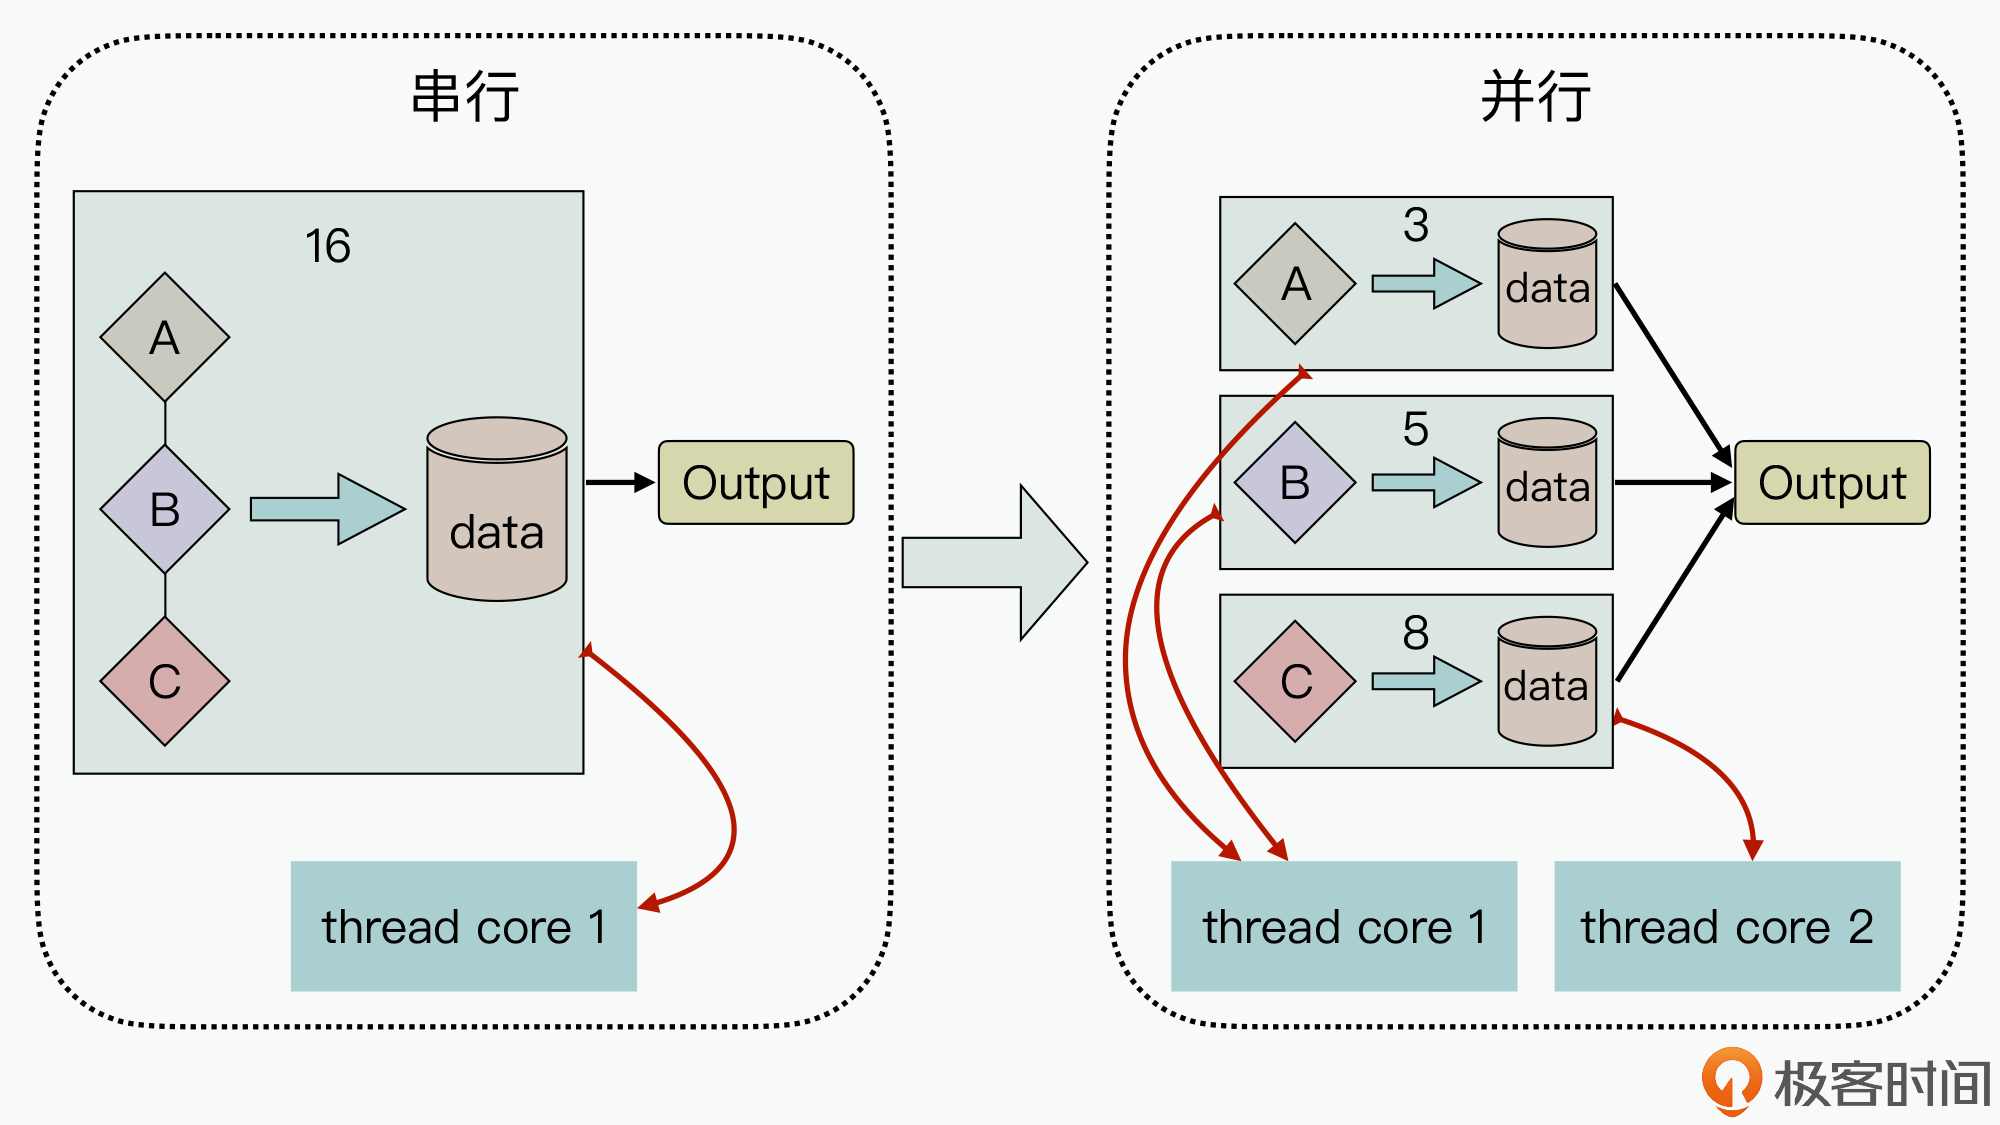 串行
16
A
B
C
data
Output
thread core 1
并行
3
A
data
5
B
data
8
C
data
Output
thread core 1
thread core 2
极客时间